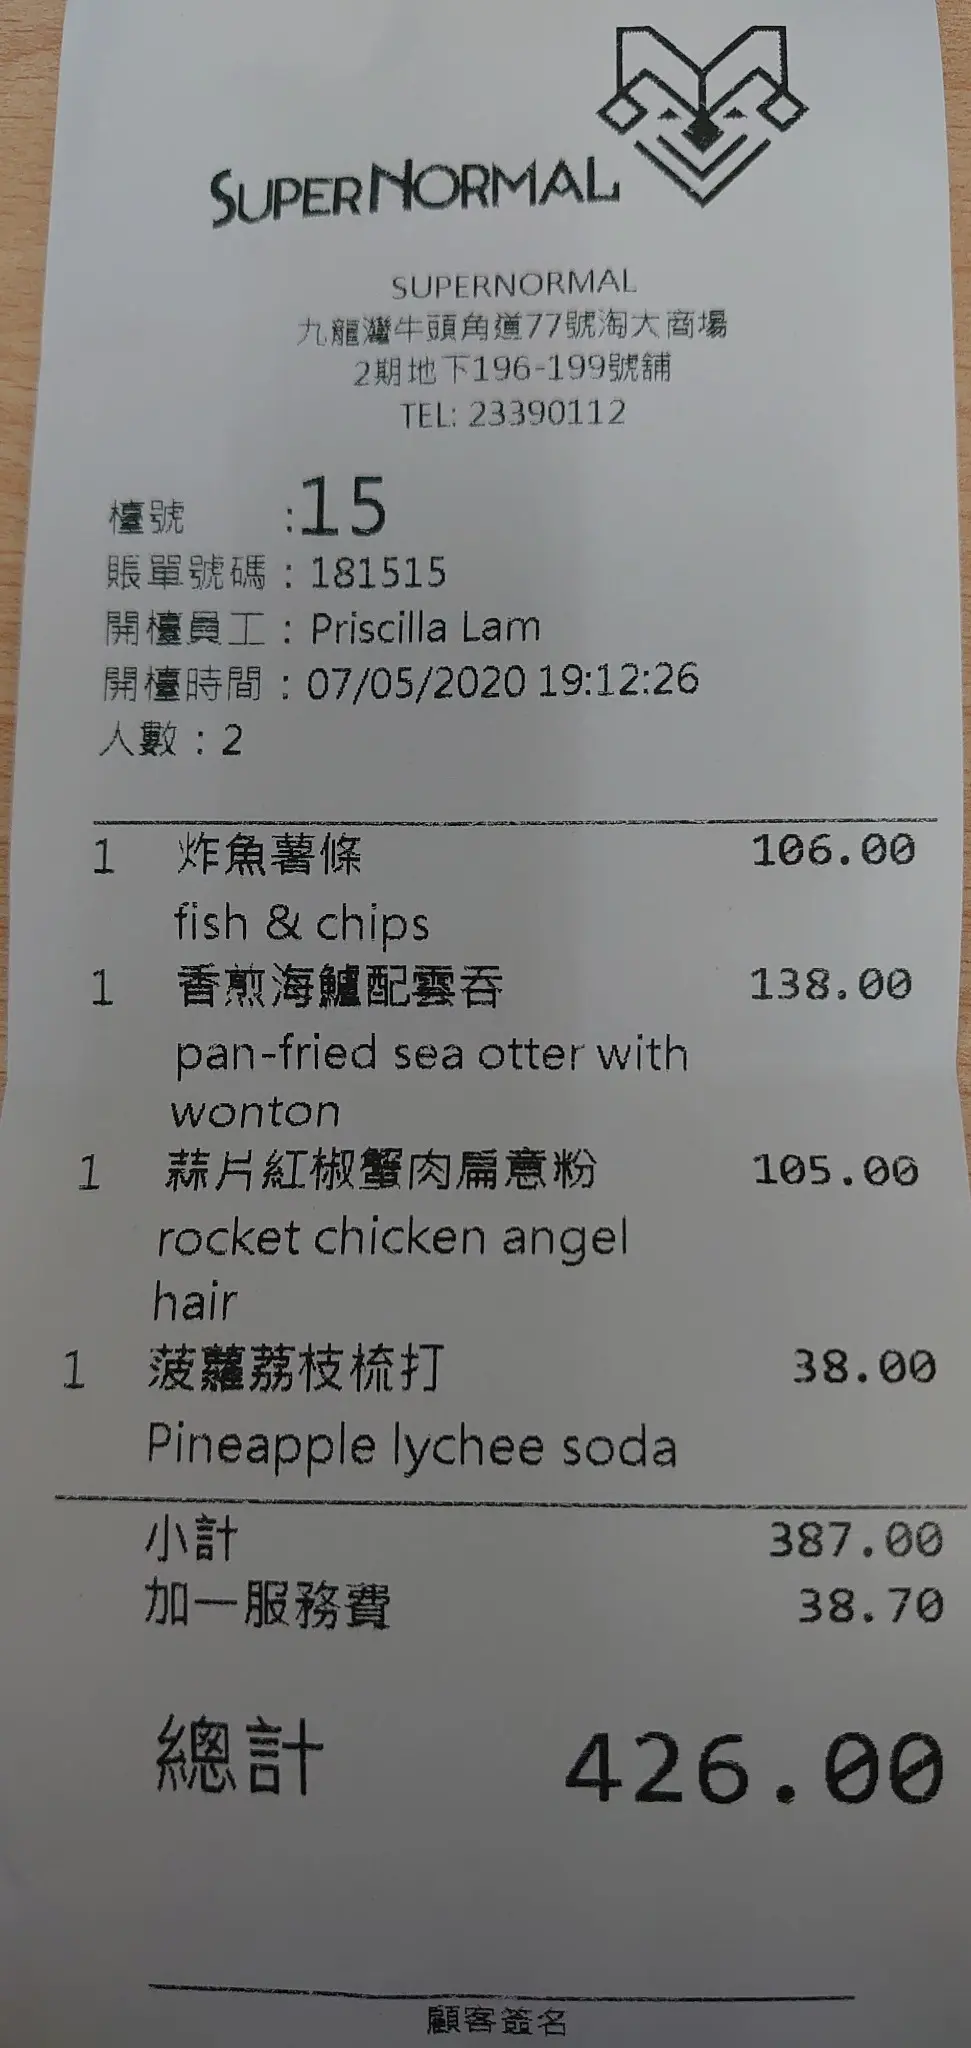 SUPERNORMAL
SUPERNORMAL
九龍灣牛頭角道77號淘大商場
2期地下196-199號舖
TEL: 23390112
檯號 :15
賬單號碼 : 181515
開檯員工 : Priscilla Lam
開檯時間 : 07/05/2020 19:12:26
人數 : 2
1 炸魚薯條 106.00
fish & chips
1 香煎海鱸配雲吞 138.00
pan-fried sea otter with
wonton
1 蒜片紅椒蟹肉扁意粉 105.00
rocket chicken angel
hair
1 菠蘿荔枝梳打 38.00
Pineapple lychee soda
小計 387.00
加一服務費 38.70
總計 426.00
顧客簽名